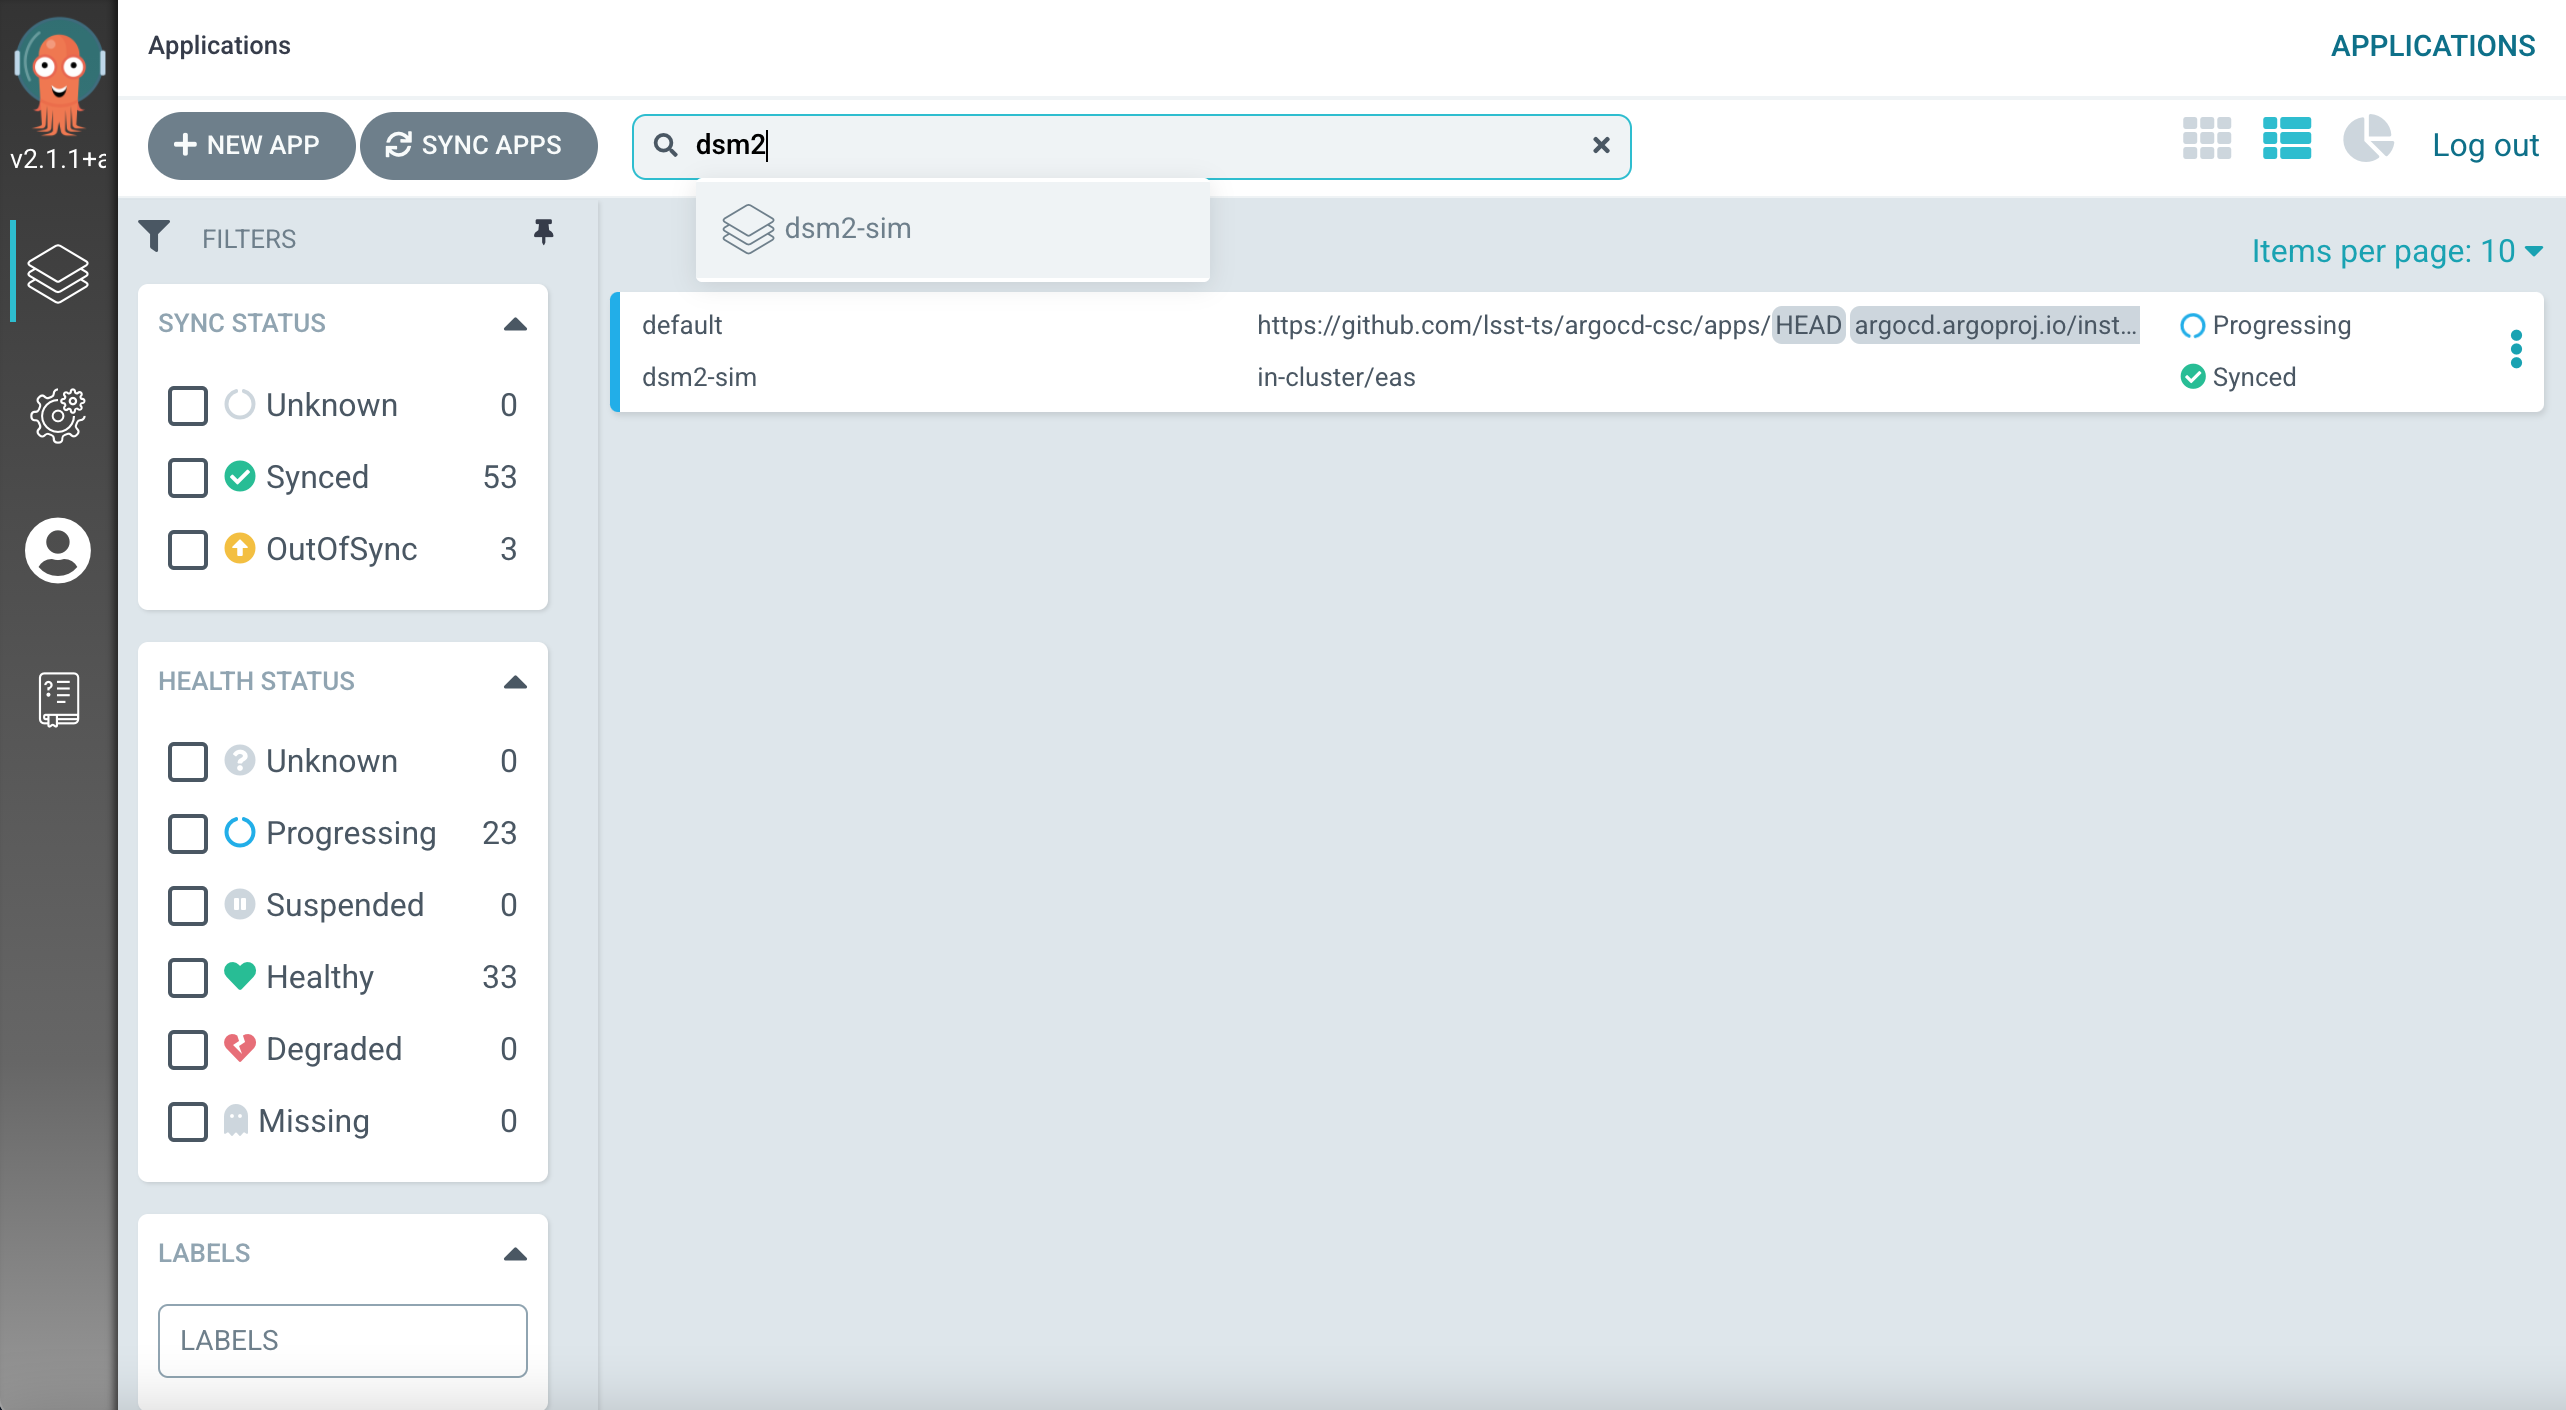 Applications
APPLICATIONS
v2.1.1+a
NEW APP
SYNC APPS
dsm2
Log out
dsm2-sim
FILTERS
Items per page: 10
SYNC STATUS
Unknown 0
Synced 53
OutOfSync 3
HEALTH STATUS
Unknown 0
Progressing 23
Suspended 0
Healthy 33
Degraded 0
Missing 0
LABELS
LABELS
default https://github.com/lsst-ts/argocd-csc/apps/ HEAD argocd.argoproj.io/inst... Progressing
dsm2-sim in-cluster/eas Synced